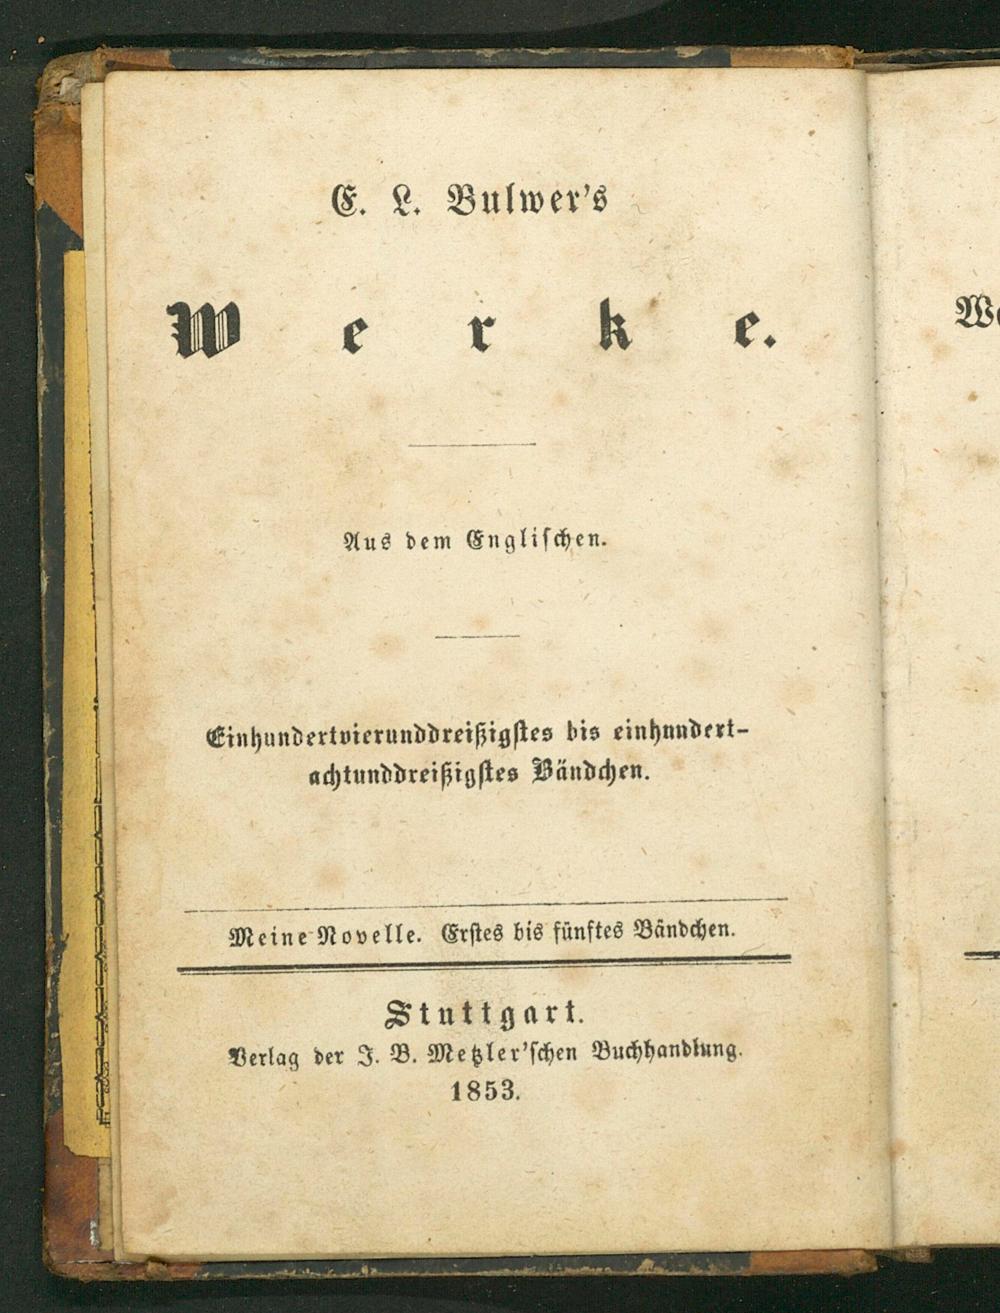 E. L. Bulwer's
Werke.
Aus dem Englischen.
Einhundertvierunddreißigstes bis einhundert-
achtunddreißigstes Bändchen.
Meine Novelle. Erstes bis fünftes Bändchen.
Stuttgart.
Verlag der J. B. Metzler'schen Buchhandlung.
1853.